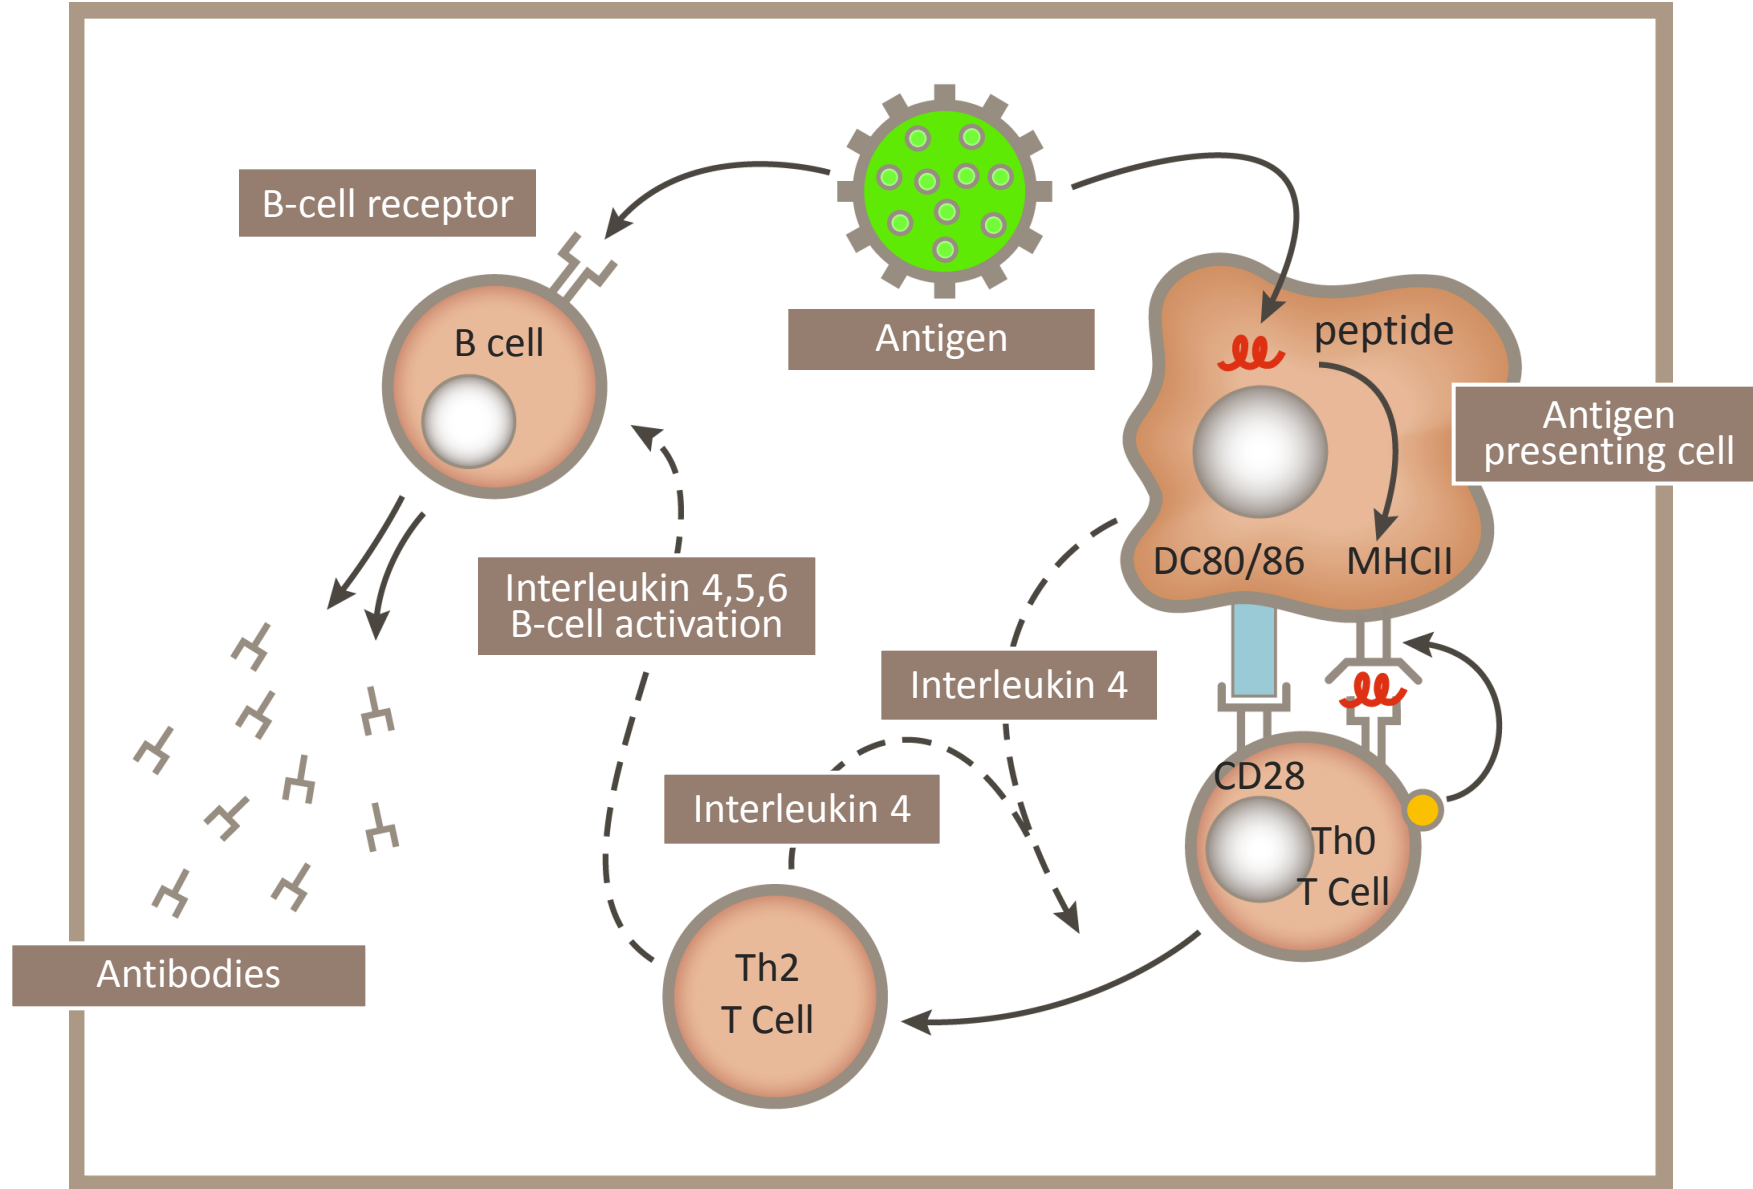 B-cell receptor
B cell
Antigen
peptide
Antigen
presenting cell
DC80/86
MHCII
Interleukin 4,5,6
B-cell activation
Interleukin 4
Interleukin 4
CD28
Th0
T Cell
Th2
T Cell
Antibodies